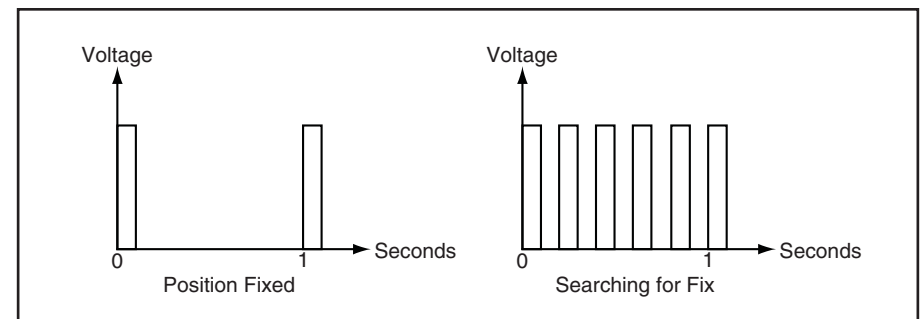 Voltage
Seconds
0
1
Position Fixed
Voltage
Seconds
0
1
Searching for Fix